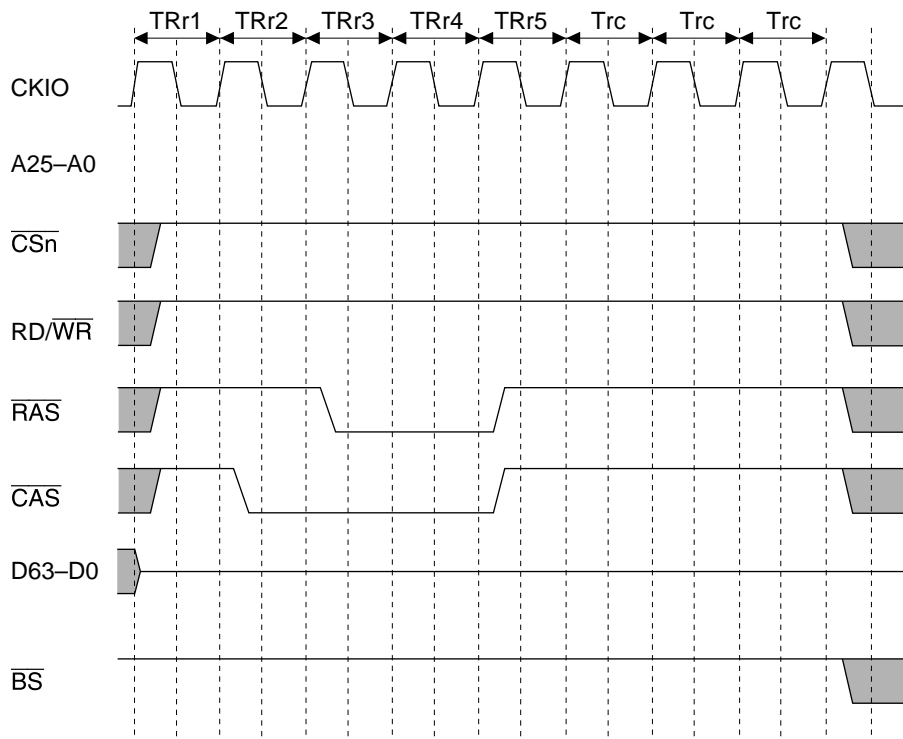 TRr1 TRr2 TRr3 TRr4 TRr5 Trc Trc Trc
CKIO
A25–A0
CSn
RD/WR
RAS
CAS
D63–D0
BS